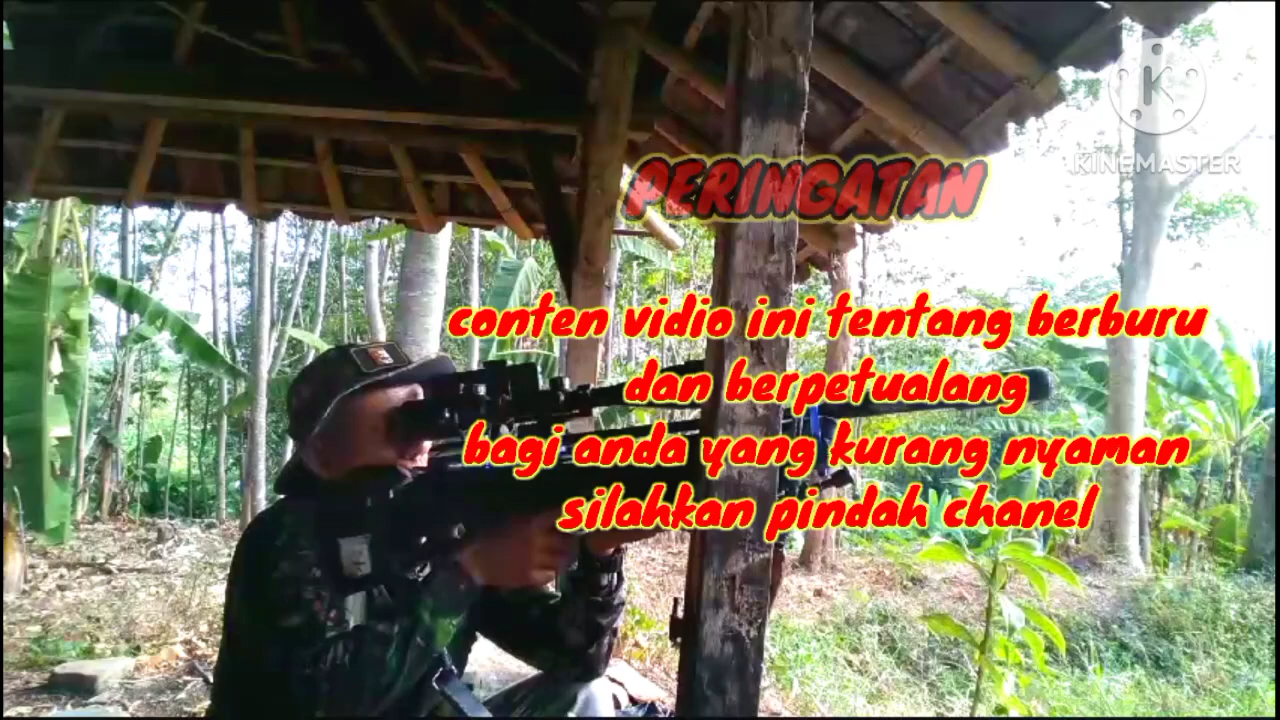 K
KINEMASTER
PERINGATAN
conten vidio ini tentang berburu
dan berpetualang
bagi anda yang kurang nyaman
silahkan pindah chanel